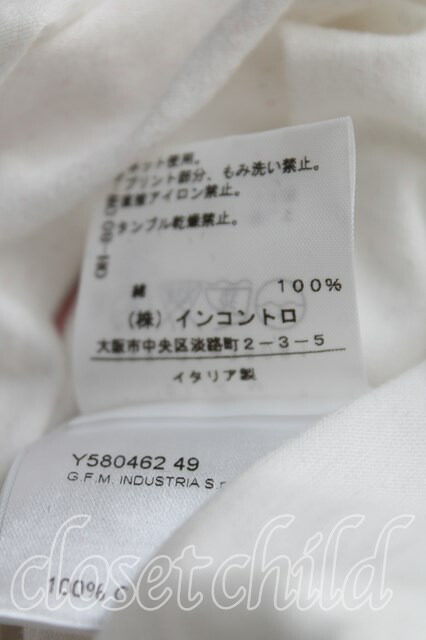 ネット使用。
プリント部分、もみ洗い禁止。
直接アイロン禁止。
タンブル乾燥禁止。
綿 100%
（株）インコントロ
大阪市中央区淡路町2-3-5
イタリア製
Y580462 49
G.F.M. INDUSTRIA S.
100%
closet child